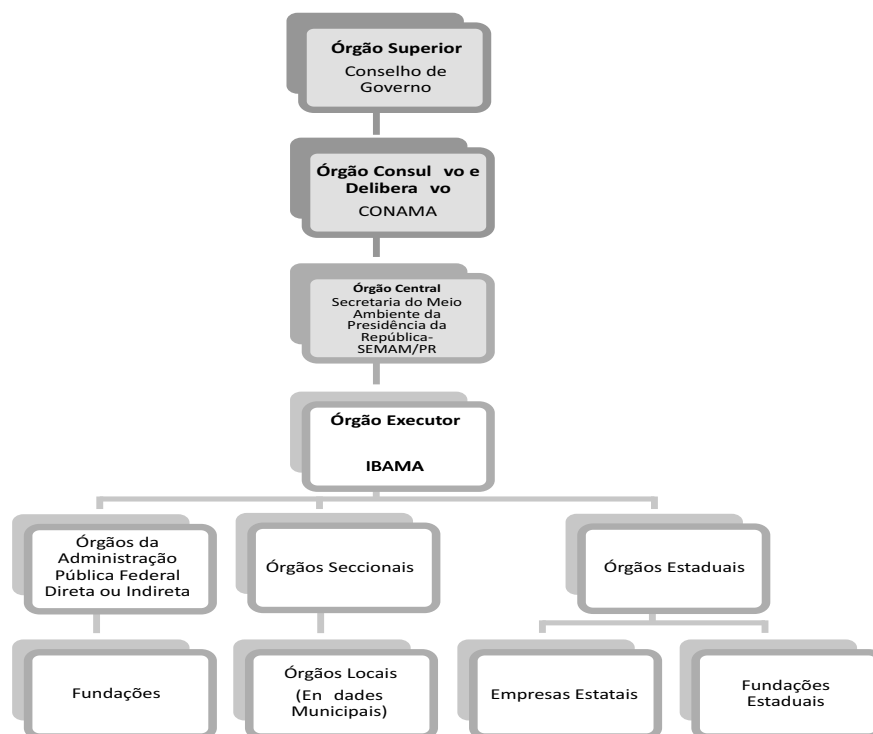 Órgão Superior
Conselho de
Governo
Órgão Consul vo e
Delibera vo
CONAMA
Órgão Central
Secretaria do Meio
Ambiente da
Presidência da
República-
SEMAM/PR
Órgão Executor
IBAMA
Órgãos da
Administração
Pública Federal
Direta ou Indireta
Órgãos Seccionais
Órgãos Estaduais
Fundações
Órgãos Locais
(En dades
Municipais)
Empresas Estatais
Fundações
Estaduais